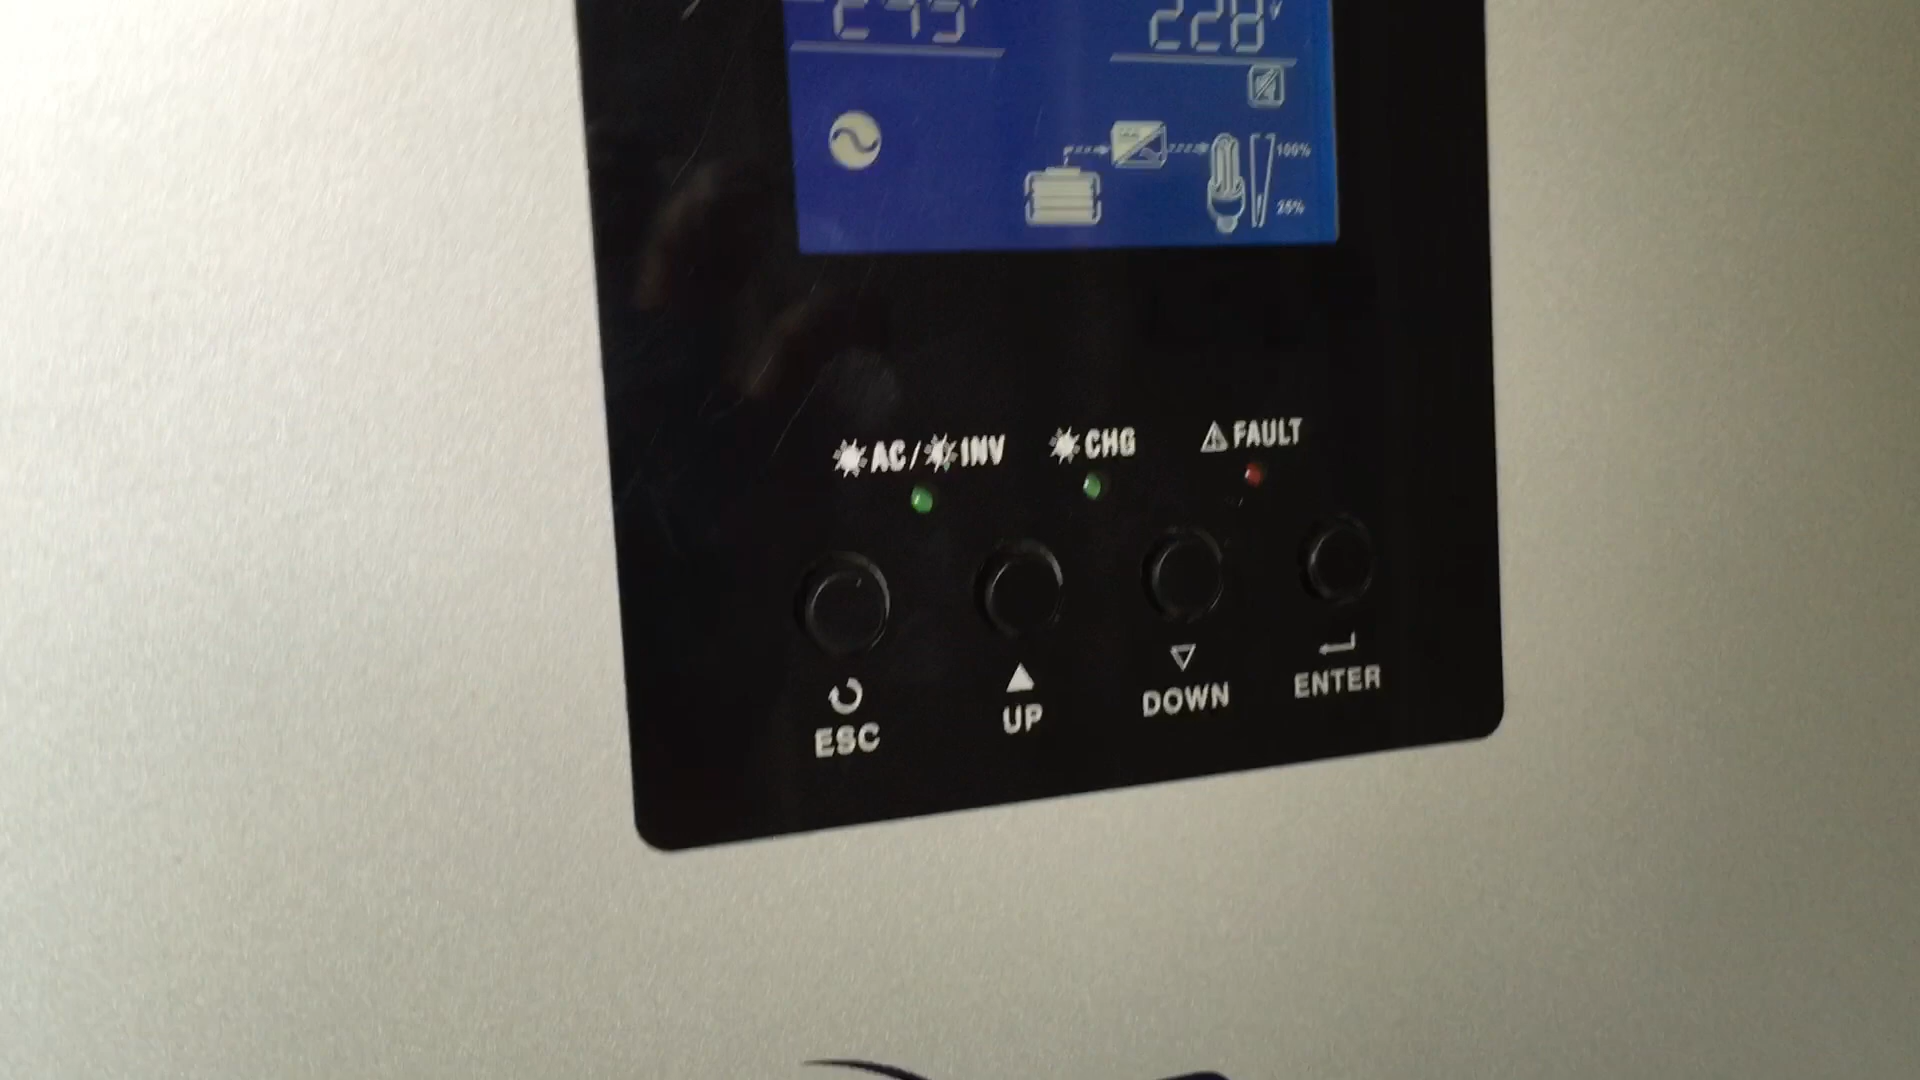 228 V
100%
25%
AC/ INV CHG FAULT
ESC UP DOWN ENTER